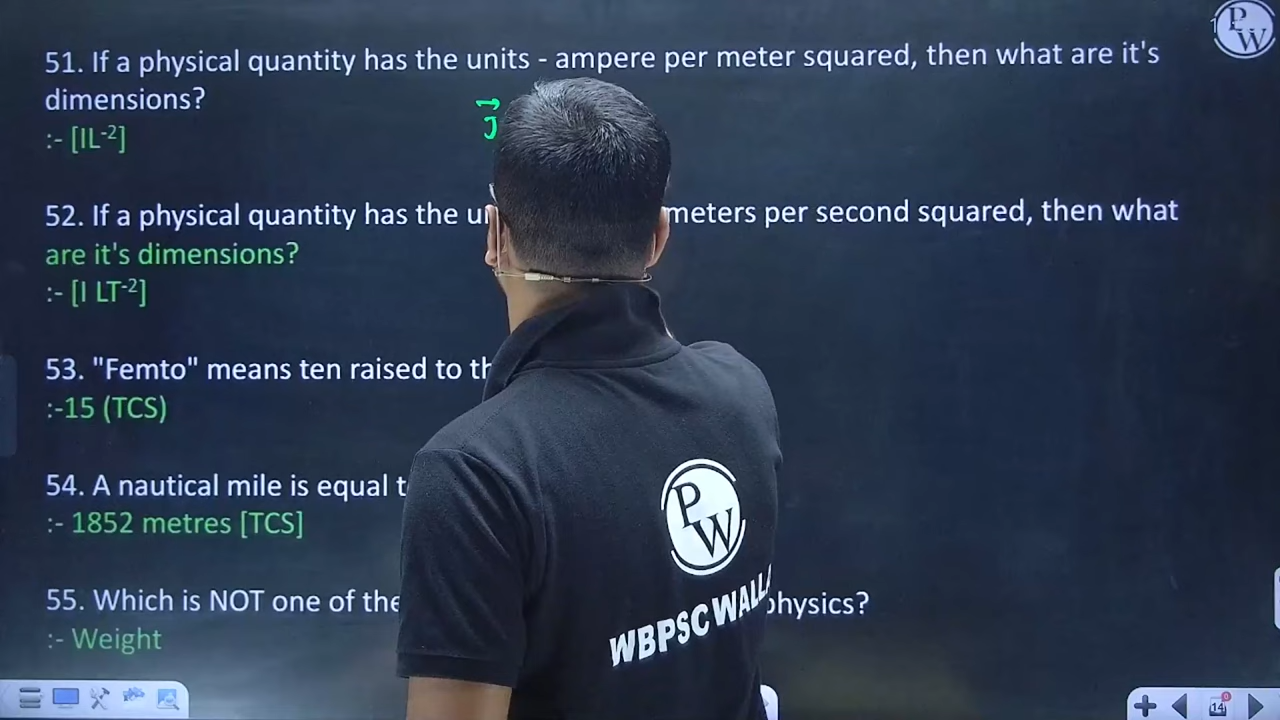 PW
51. If a physical quantity has the units - ampere per meter squared, then what are it's
dimensions?
:- [IL⁻²]
J
52. If a physical quantity has the meters per second squared, then what
are it's dimensions?
:- [I LT⁻²]
53. "Femto" means ten raised to
:-15 (TCS)
54. A nautical mile is equal
:- 1852 metres [TCS]
55. Which is NOT one of the physics?
:- Weight
PW
WBPSC WALLA
14